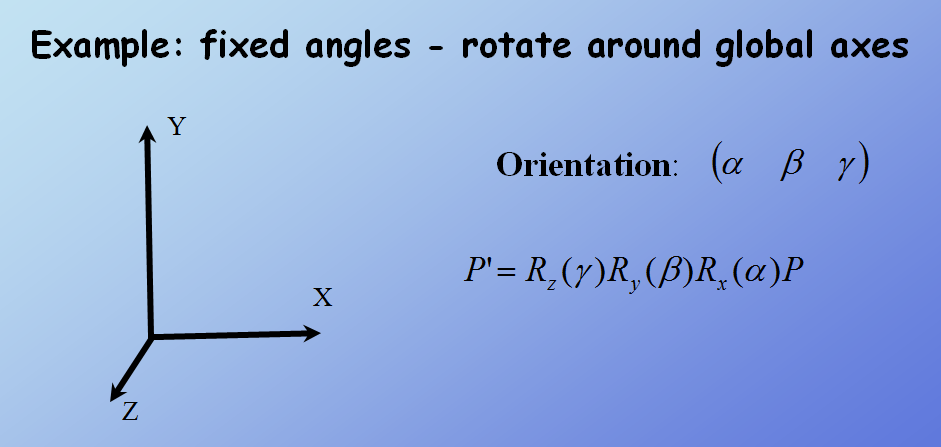 Example: fixed angles - rotate around global axes
Y
Orientation: (α β γ)
P' = R_z(γ)R_y(β)R_x(α)P
X
Z